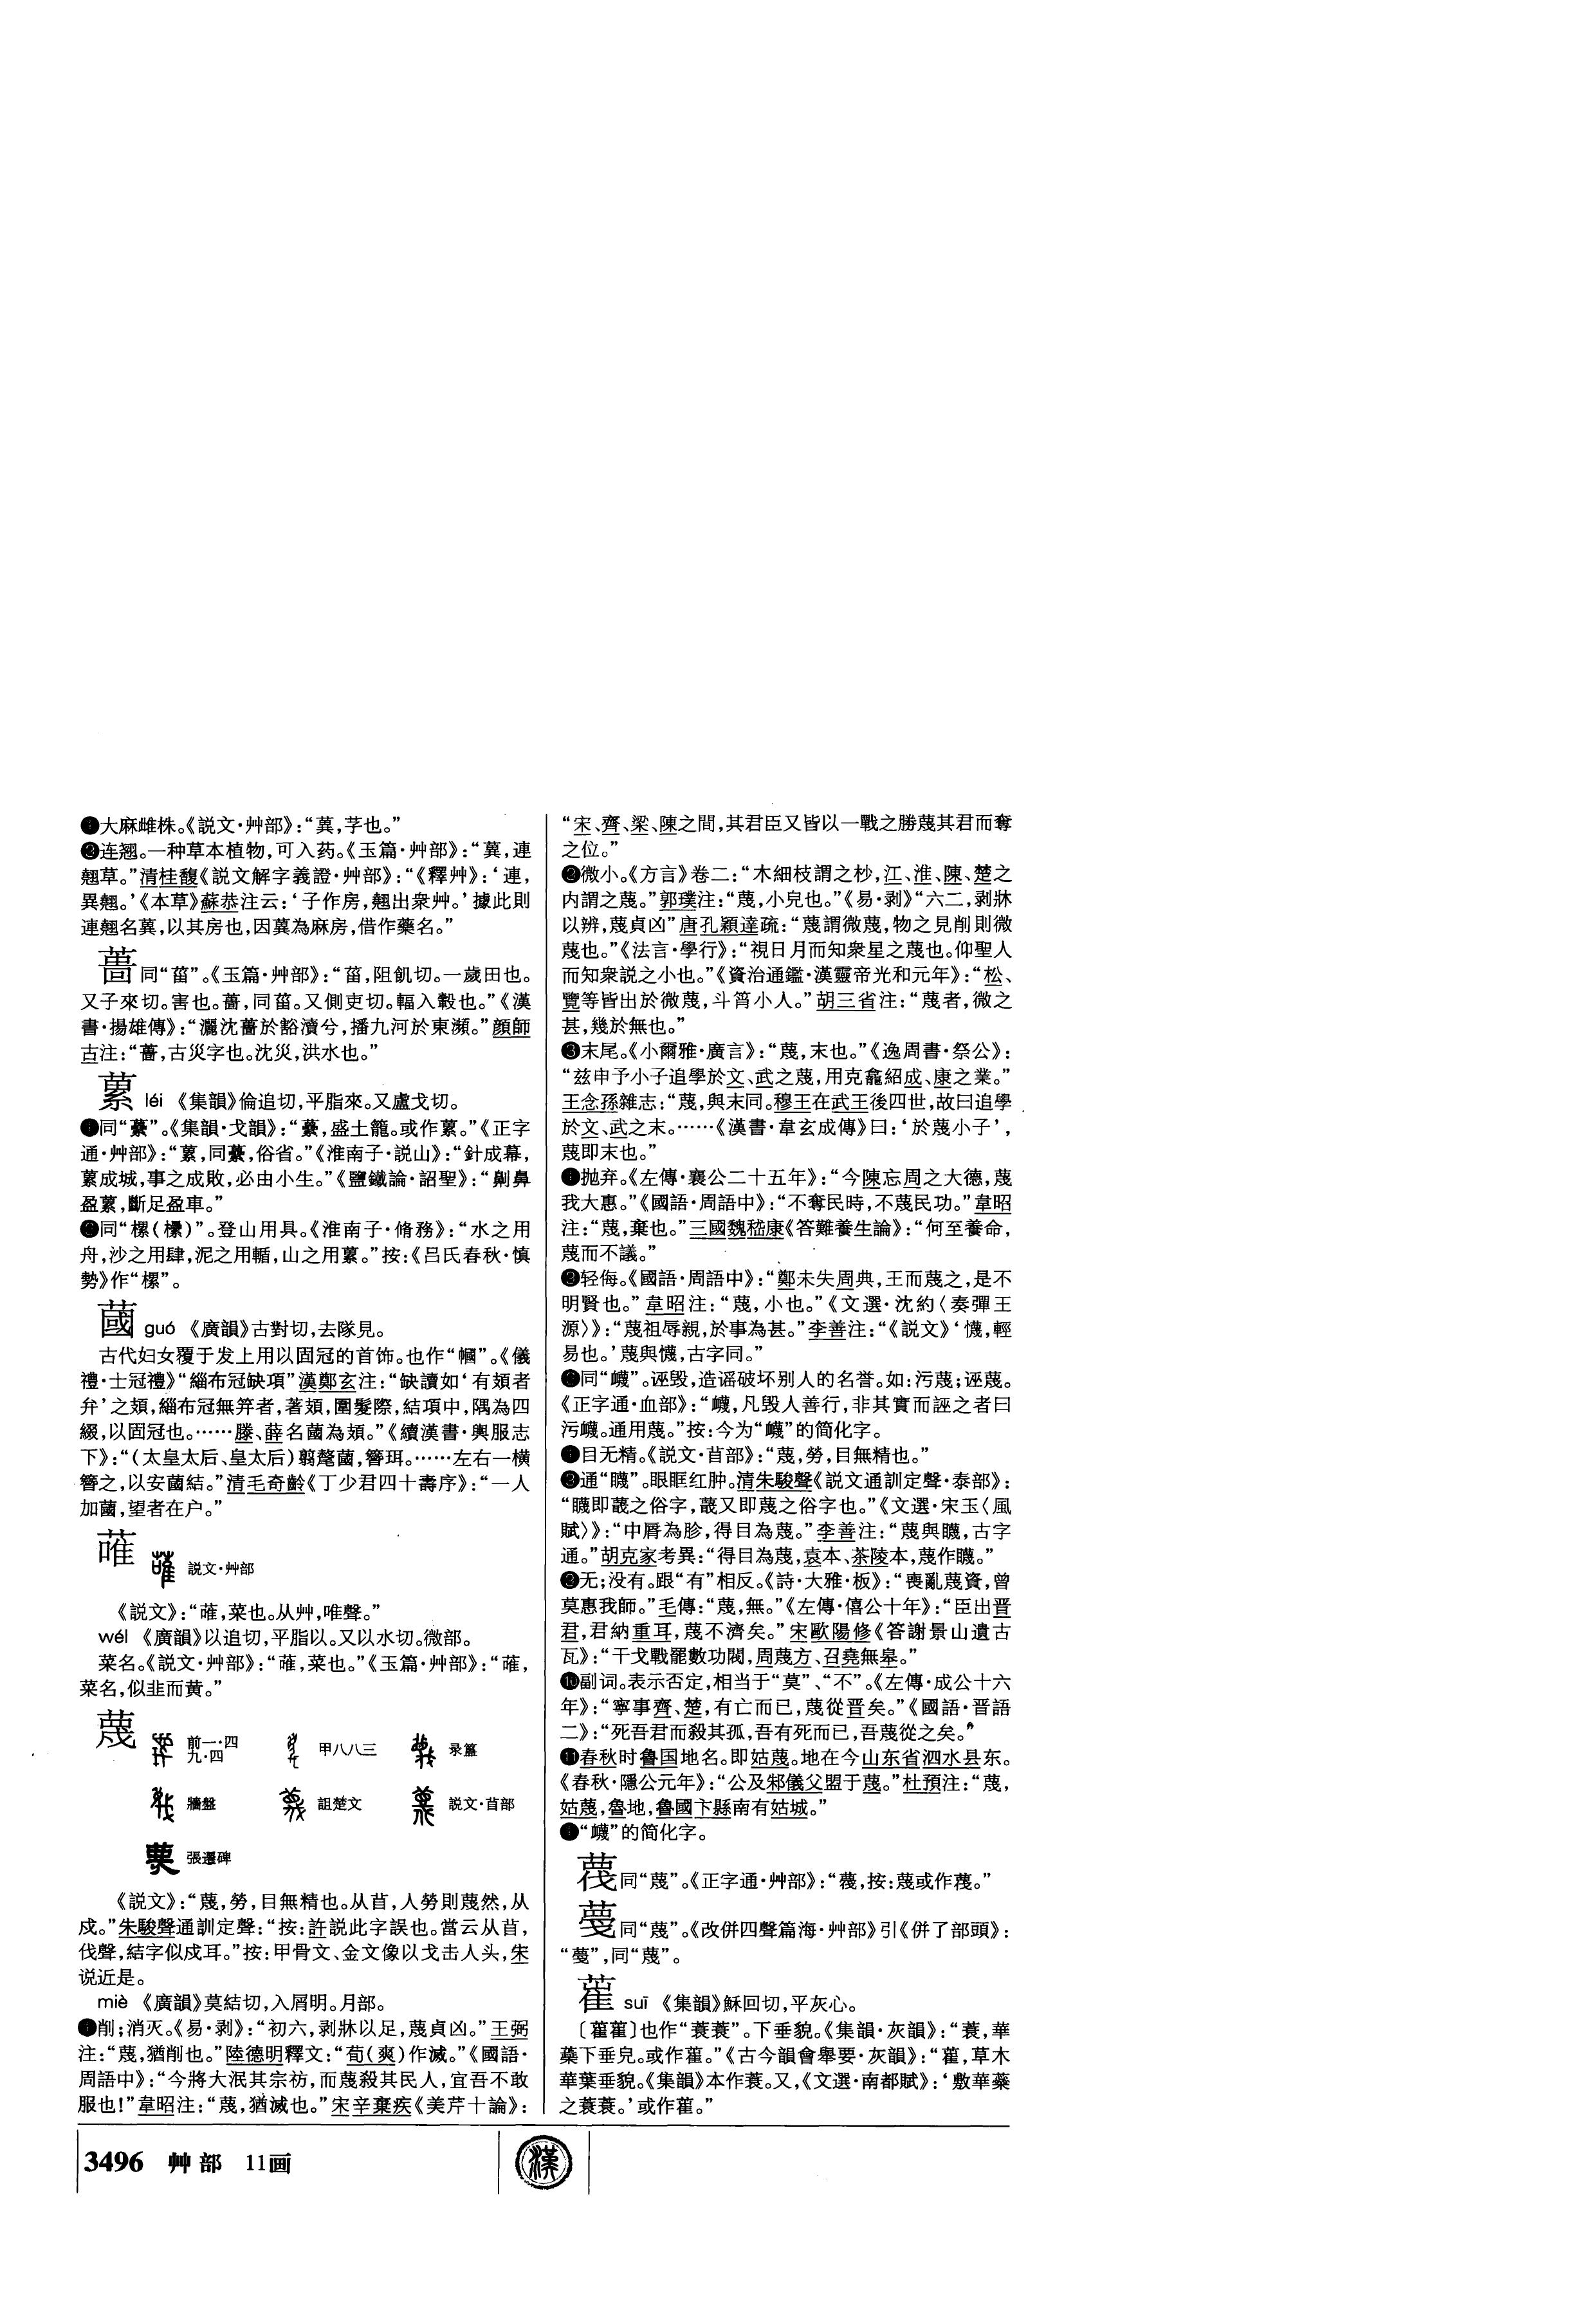 ❶大麻雌株。《説文·艸部》：“藇，芓也。”
❷连翘。一种草本植物，可入药。《玉篇·艸部》：“，連
翹草。”清桂馥《説文解字義證·艸部》：“《釋艸》：‘連，
異翹。’《本草》蘇恭注云：‘子作房，翹出衆艸。’據此則
連翹名，以其房也，因為麻房，借作藥名。”
同“菑”。《玉篇·艸部》：“菑，阻飢切。一歲田也。
又子來切。害也。，同菑。又側吏切。輻入轂也。”《漢
書·揚雄傳》：“灑沈於豁瀆兮，播九河於東瀕。”顔師
古注：“，古災字也。沈災，洪水也。”
蔂 léi 《集韻》倫追切，平脂來。又盧戈切。
❶同“虆”。《集韻·戈韻》：“虆，盛土籠。或作蔂。”《正字
通·艸部》：“蔂，同虆，俗省。”《淮南子·説山》：“針成幕，
蔂成城，事之成敗，必由小生。”《鹽鐵論·詔聖》：“劓鼻
盈蔂，斷足盈車。”
❷同“樏（欙）”。登山用具。《淮南子·脩務》：“水之用
舟，沙之用肆，泥之用輴，山之用蔂。”按：《吕氏春秋·慎
勢》作“樏”。
蔮 guó 《廣韻》古對切，去隊見。
古代妇女覆于发上用以固冠的首饰。也作“幗”。《儀
禮·士冠禮》“緇布冠缺項”漢鄭玄注：“缺讀如‘有頍者
弁’之頍，緇布冠無笄者，著頍，圍髮際，結項中，隅為四
綴，以固冠也。……滕、薛名蔮為頍。”《續漢書·輿服志
下》：“（太皇太后、皇太后）翦氂蔮，簪珥。……左右一横
簪之，以安蔮結。”清毛奇齡《丁少君四十壽序》：“一人
加蔮，望者在户。”
蓶 説文·艸部
《説文》：“蓶，菜也。从艸，唯聲。”
wéi 《廣韻》以追切，平脂以。又以水切。微部。
菜名。《説文·艸部》：“蓶，菜也。”《玉篇·艸部》：“蓶，
菜名，似韭而黄。”
蔑 前一·四九·四 甲八八三 录簋
牆盤 詛楚文 説文·苜部
張遷碑
《説文》：“蔑，勞，目無精也。从苜，人勞則蔑然，从
戍。”朱駿聲通訓定聲：“按：許説此字誤也。當云从苜，
伐聲，結字似戍耳。”按：甲骨文、金文像以戈击人头，宋
说近是。
miè 《廣韻》莫結切，入屑明。月部。
❶削；消灭。《易·剥》：“初六，剥牀以足，蔑貞凶。”王弼
注：“蔑，猶削也。”陸德明釋文：“荀（爽）作滅。”《國語·
周語中》：“今將大泯其宗祊，而蔑殺其民人，宜吾不敢
服也！”韋昭注：“蔑，猶滅也。”宋辛棄疾《美芹十論》：
“宋、齊、梁、陳之間，其君臣又皆以一戰之勝蔑其君而奪
之位。”
❷微小。《方言》卷二：“木細枝謂之杪，江、淮、陳、楚之
内謂之蔑。”郭璞注：“蔑，小皃也。”《易·剥》“六二，剥牀
以辨，蔑貞凶”唐孔穎達疏：“蔑謂微蔑，物之見削則微
蔑也。”《法言·學行》：“視日月而知衆星之蔑也。仰聖人
而知衆説之小也。”《資治通鑑·漢靈帝光和元年》：“松、
覽等皆出於微蔑，斗筲小人。”胡三省注：“蔑者，微之
甚，幾於無也。”
❸末尾。《小爾雅·廣言》：“蔑，末也。”《逸周書·祭公》：
“兹申予小子追學於文、武之蔑，用克龕紹成、康之業。”
王念孫雜志：“蔑，與末同。穆王在武王後四世，故曰追學
於文、武之末。……《漢書·韋玄成傳》曰：‘於蔑小子’，
蔑即末也。”
❹抛弃。《左傳·襄公二十五年》：“今陳忘周之大德，蔑
我大惠。”《國語·周語中》：“不奪民時，不蔑民功。”韋昭
注：“蔑，棄也。”三國魏嵇康《答難養生論》：“何至養命，
蔑而不議。”
❺轻侮。《國語·周語中》：“鄭未失周典，王而蔑之，是不
明賢也。”韋昭注：“蔑，小也。”《文選·沈約〈奏彈王
源〉》：“蔑祖辱親，於事為甚。”李善注：“《説文》‘懱，輕
易也。’蔑與懱，古字同。”
❻同“衊”。诬毁，造谣破坏别人的名誉。如：污蔑；诬蔑。
《正字通·血部》：“衊，凡毁人善行，非其實而誣之者曰
污衊。通用蔑。”按：今为“衊”的简化字。
❼目无精。《説文·苜部》：“蔑，勞，目無精也。”
❽通“䁾”。眼眶红肿。清朱駿聲《説文通訓定聲·泰部》：
“䁾即蕞之俗字，蕞又即蔑之俗字也。”《文選·宋玉〈風
賦〉》：“中脣為胗，得目為蔑。”李善注：“蔑與䁾，古字
通。”胡克家考異：“得目為蔑，袁本、茶陵本，蔑作䁾。”
❾无；没有。跟“有”相反。《詩·大雅·板》：“喪亂蔑資，曾
莫惠我師。”毛傳：“蔑，無。”《左傳·僖公十年》：“臣出晋
君，君納重耳，蔑不濟矣。”宋歐陽修《答謝景山遺古
瓦》：“干戈戰罷數功閥，周蔑方、召堯無皋。”
❿副词。表示否定，相当于“莫”、“不”。《左傳·成公十六
年》：“寧事齊、楚，有亡而已，蔑從晋矣。”《國語·晋語
二》：“死吾君而殺其孤，吾有死而已，吾蔑從之矣。”
⓫春秋时魯国地名。即姑蔑。地在今山东省泗水县东。
《春秋·隱公元年》：“公及邾儀父盟于蔑。”杜預注：“蔑，
姑蔑，魯地，魯國卞縣南有姑城。”
“衊”的简化字。
同“蔑”。《正字通·艸部》：“，按：蔑或作。”
同“蔑”。《改併四聲篇海·艸部》引《併了部頭》：
“”，同“蔑”。
suī 《集韻》穌回切，平灰心。
〔〕也作“蓑蓑”。下垂貌。《集韻·灰韻》：“蓑，華
蘂下垂皃。或作。”《古今韻會舉要·灰韻》：“，草木
華葉垂貌。《集韻》本作蓑。又，《文選·南都賦》：‘敷華蘂
之蓑蓑。’或作。”
3496 艸部 11画
漢